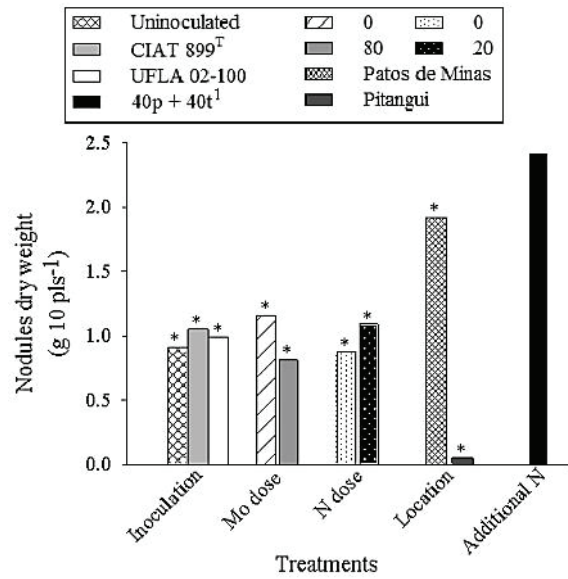 Uninoculated 0 0
CIAT 899ᵀ 80 20
UFLA 02-100 Patos de Minas
40p + 40t¹ Pitangui
2.5
2.0
1.5
1.0
0.5
0.0
Nodules dry weight
(g 10 pls⁻¹)
* * * * * * * * *
Inoculation
Mo dose
N dose
Location
Additional N
Treatments